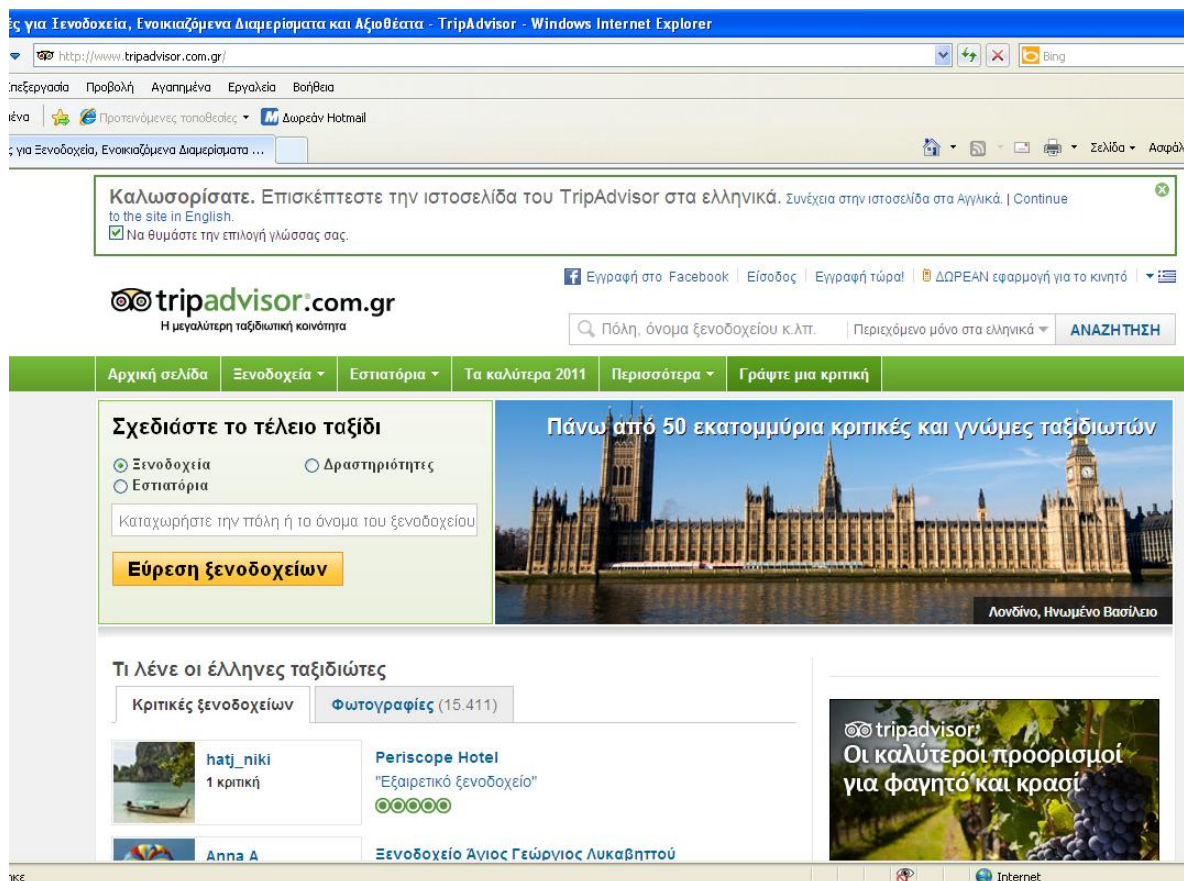 ές για Ξενοδοχεία, Ενοικιαζόμενα Διαμερίσματα και Αξιοθέατα - TripAdvisor - Windows Internet Explorer
http://www.tripadvisor.com.gr/
Bing
Επεξεργασία Προβολή Αγαπημένα Εργαλεία Βοήθεια
μένα Προτεινόμενες τοποθεσίες Δωρεάν Hotmail
ς για Ξενοδοχεία, Ενοικιαζόμενα Διαμερίσματα ...
Σελίδα Ασφάλ
Καλωσορίσατε. Επισκέπτεστε την ιστοσελίδα του TripAdvisor στα ελληνικά. Συνέχεια στην ιστοσελίδα στα Αγγλικά. | Continue
to the site in English.
Να θυμάστε την επιλογή γλώσσας σας.
Εγγραφή στο Facebook Είσοδος Εγγραφή τώρα! ΔΩΡΕΑΝ εφαρμογή για το κινητό
tripadvisor.com.gr
Η μεγαλύτερη ταξιδιωτική κοινότητα
Πόλη, όνομα ξενοδοχείου κ.λπ. Περιεχόμενο μόνο στα ελληνικά ΑΝΑΖΗΤΗΣΗ
Αρχική σελίδα Ξενοδοχεία Εστιατόρια Τα καλύτερα 2011 Περισσότερα Γράψτε μια κριτική
Σχεδιάστε το τέλειο ταξίδι
Ξενοδοχεία Δραστηριότητες
Εστιατόρια
Καταχωρήστε την πόλη ή το όνομα του ξενοδοχείου
Εύρεση ξενοδοχείων
Πάνω από 50 εκατομμύρια κριτικές και γνώμες ταξιδιωτών
Λονδίνο, Ηνωμένο Βασίλειο
Τι λένε οι έλληνες ταξιδιώτες
Κριτικές ξενοδοχείων Φωτογραφίες (15.411)
hatj_niki
1 κριτική
Periscope Hotel
"Εξαιρετικό ξενοδοχείο"
Anna A
Ξενοδοχείο Άγιος Γεώργιος Λυκαβηττού
tripadvisor
Οι καλύτεροι προορισμοί
για φαγητό και κρασί
ηκε
Internet